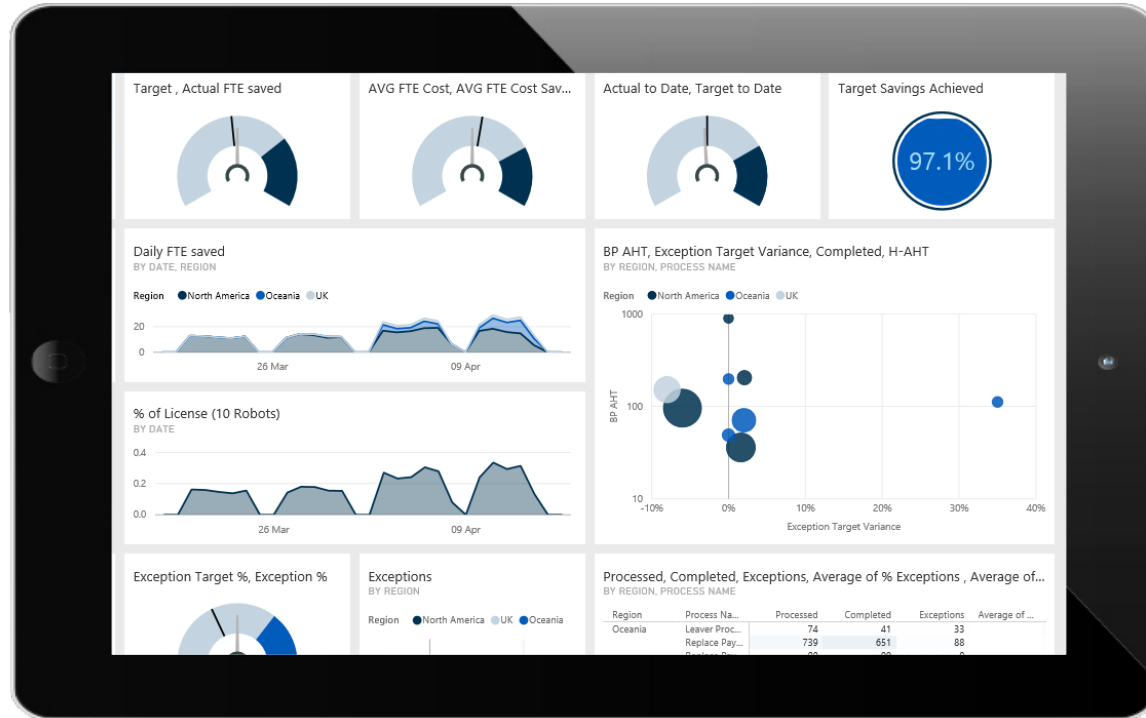 Target , Actual FTE saved
AVG FTE Cost, AVG FTE Cost Sav...
Actual to Date, Target to Date
Target Savings Achieved
97.1%
Daily FTE saved
BY DATE, REGION
Region North America Oceania UK
20
0
26 Mar 09 Apr
BP AHT, Exception Target Variance, Completed, H-AHT
BY REGION, PROCESS NAME
Region North America Oceania UK
1000
100
10
BP AHT
-10% 0% 10% 20% 30% 40%
Exception Target Variance
% of License (10 Robots)
BY DATE
0.4
0.2
0.0
26 Mar 09 Apr
Exception Target %, Exception %
Exceptions
BY REGION
Region North America UK Oceania
Processed, Completed, Exceptions, Average of % Exceptions , Average of...
BY REGION, PROCESS NAME
Region Process Na... Processed Completed Exceptions Average of ...
Oceania Leaver Proc... 74 41 33
Replace Pay... 739 651 88